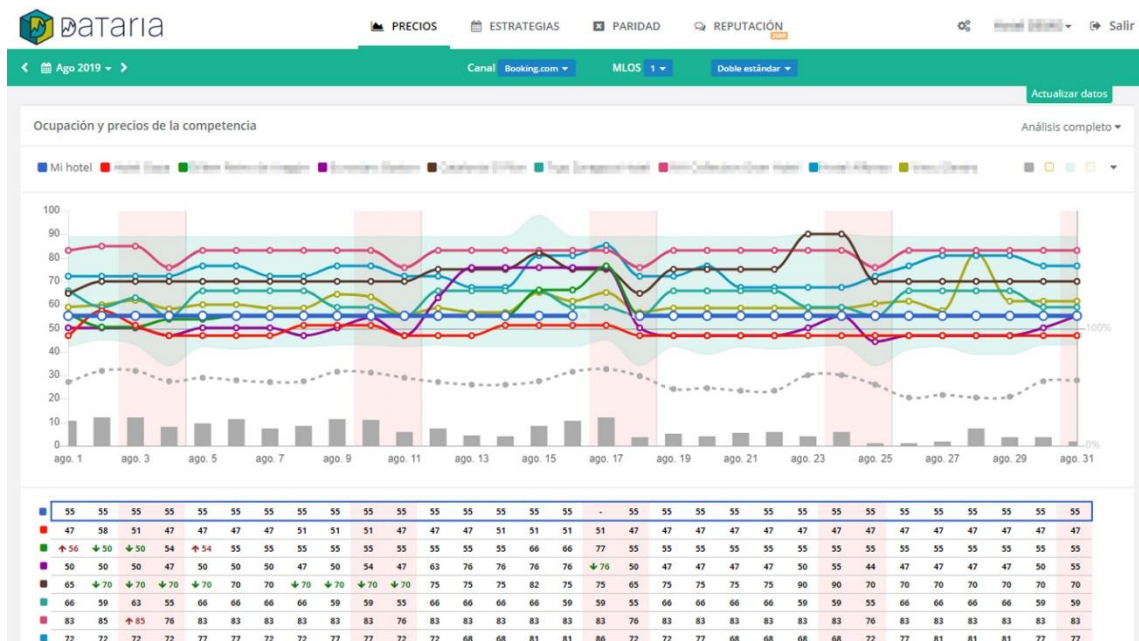 Dataria
PRECIOS ESTRATEGIAS PARIDAD REPUTACIÓN Salir
Ago 2019 Canal Booking.com MLOS 1 Doble estándar
Actualizar datos
Ocupación y precios de la competencia Análisis completo
Mi hotel
100
90
80
70
60
50 100%
40
30
20
10
0 0%
ago. 1 ago. 3 ago. 5 ago. 7 ago. 9 ago. 11 ago. 13 ago. 15 ago. 17 ago. 19 ago. 21 ago. 23 ago. 25 ago. 27 ago. 29 ago. 31
55 55 55 55 55 55 55 55 55 55 55 55 55 55 55 55 - 55 55 55 55 55 55 55 55 55 55 55 55 55 55
47 58 51 47 47 47 47 51 51 51 47 47 47 51 51 51 51 47 47 47 47 47 47 47 47 47 47 47 47 47 47
↑56 ↓50 ↓50 54 ↑54 55 55 55 55 55 55 55 55 55 66 66 77 55 55 55 55 55 55 55 55 55 55 55 55 55 55
50 50 50 47 50 50 50 47 50 54 47 63 76 76 76 76 ↓76 50 47 47 47 47 50 55 44 47 47 47 47 50 55
65 ↓70 ↓70 ↓70 ↓70 70 70 ↓70 ↓70 ↓70 ↓70 75 75 75 82 75 75 65 75 75 75 75 90 90 70 70 70 70 70 70 70
66 59 63 55 66 66 66 66 59 59 55 66 66 66 66 59 59 55 66 66 66 66 59 59 55 66 66 66 66 59 59
83 85 ↑85 76 83 83 83 83 83 83 76 83 83 83 83 83 83 76 83 83 83 83 83 83 76 83 83 83 83 83 83
72 72 72 72 77 77 72 72 77 77 72 72 68 68 81 81 86 72 72 77 68 68 68 68 72 77 81 81 81 77 77